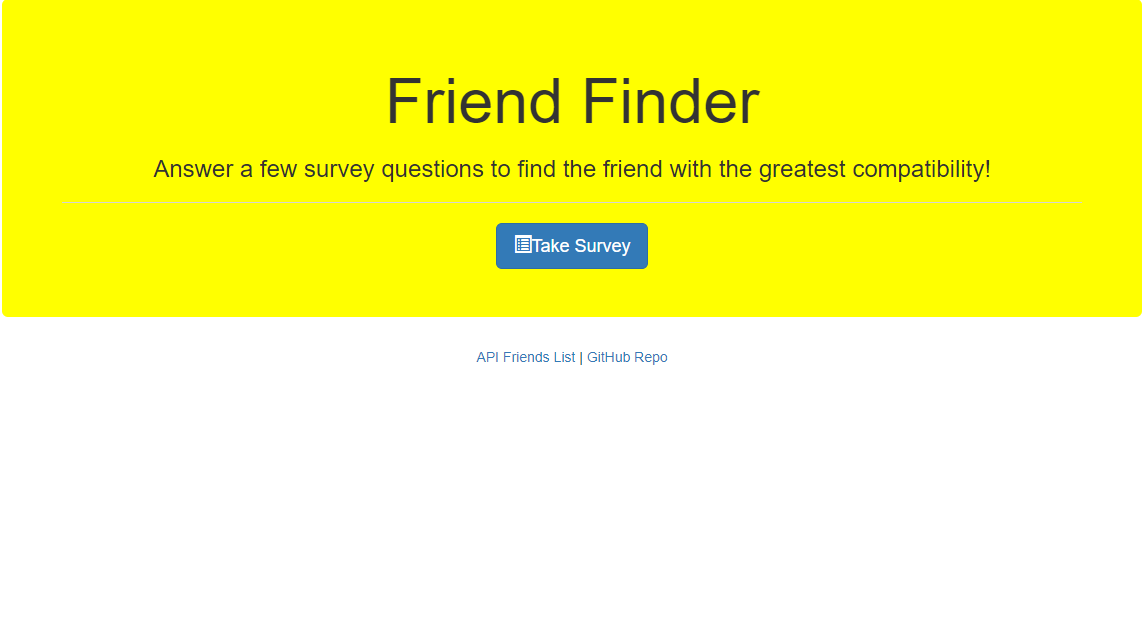 Friend Finder
Answer a few survey questions to find the friend with the greatest compatibility!
Take Survey
API Friends List | GitHub Repo